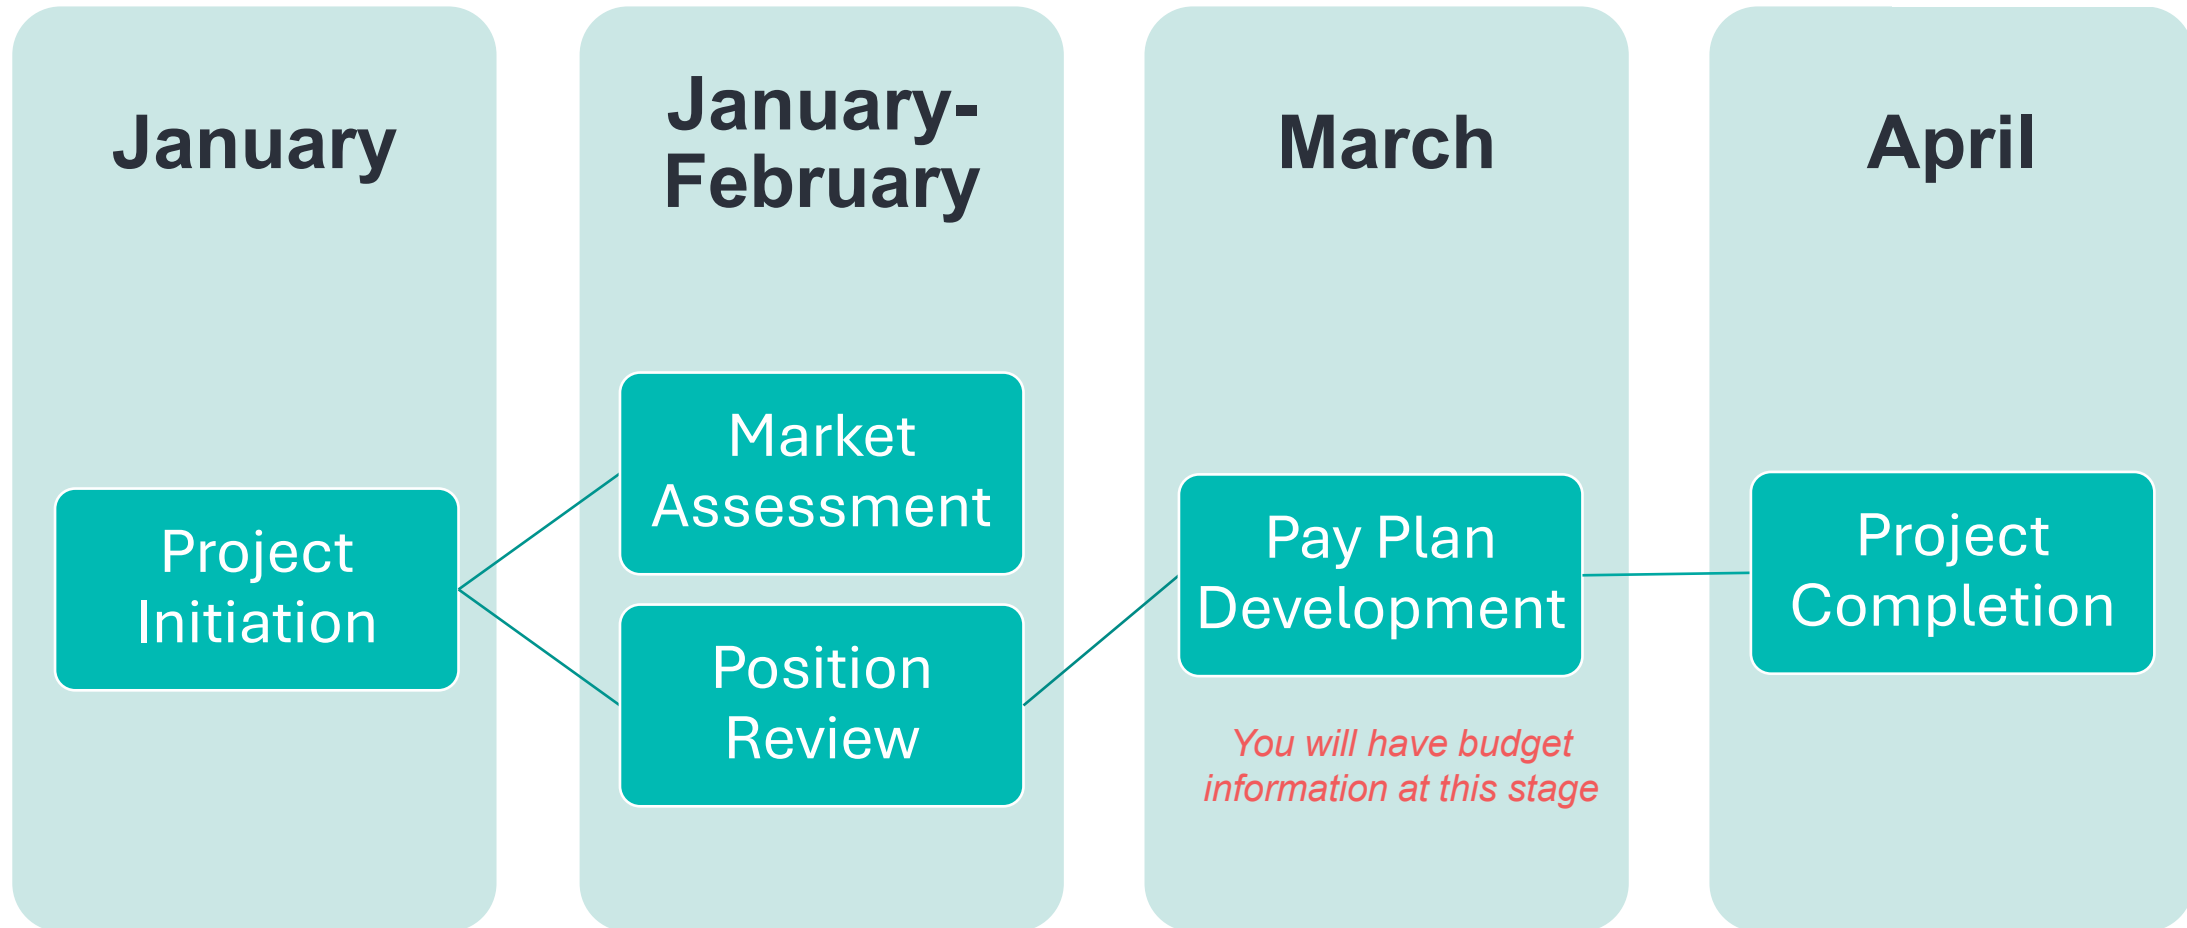 January
Project
Initiation
January-
February
Market
Assessment
Position
Review
March
Pay Plan
Development
You will have budget
information at this stage
April
Project
Completion